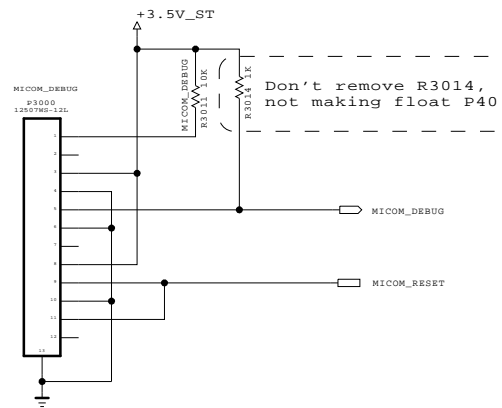 +3.5V_ST
MICOM_DEBUG
P3000
12507WS-12L
MICOM_DEBUG
R3011 10K
R3014 1K
Don't remove R3014,
not making float P40
1
2
3
4
5
6
7
8
9
10
11
12
13
MICOM_DEBUG
MICOM_RESET